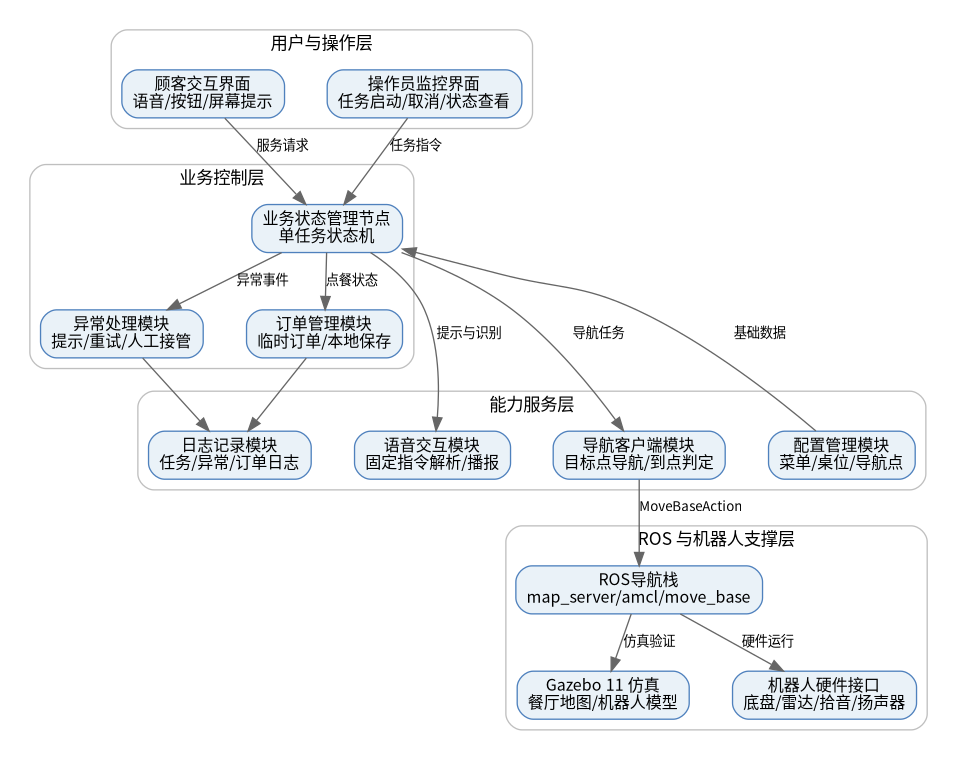 用户与操作层
顾客交互界面
语音/按钮/屏幕提示
操作员监控界面
任务启动/取消/状态查看
服务请求
任务指令
业务控制层
业务状态管理节点
单任务状态机
异常事件
点餐状态
异常处理模块
提示/重试/人工接管
订单管理模块
临时订单/本地保存
提示与识别
导航任务
基础数据
能力服务层
日志记录模块
任务/异常/订单日志
语音交互模块
固定指令解析/播报
导航客户端模块
目标点导航/到点判定
配置管理模块
菜单/桌位/导航点
MoveBaseAction
ROS 与机器人支撑层
ROS导航栈
map_server/amcl/move_base
仿真验证
硬件运行
Gazebo 11 仿真
餐厅地图/机器人模型
机器人硬件接口
底盘/雷达/拾音/扬声器